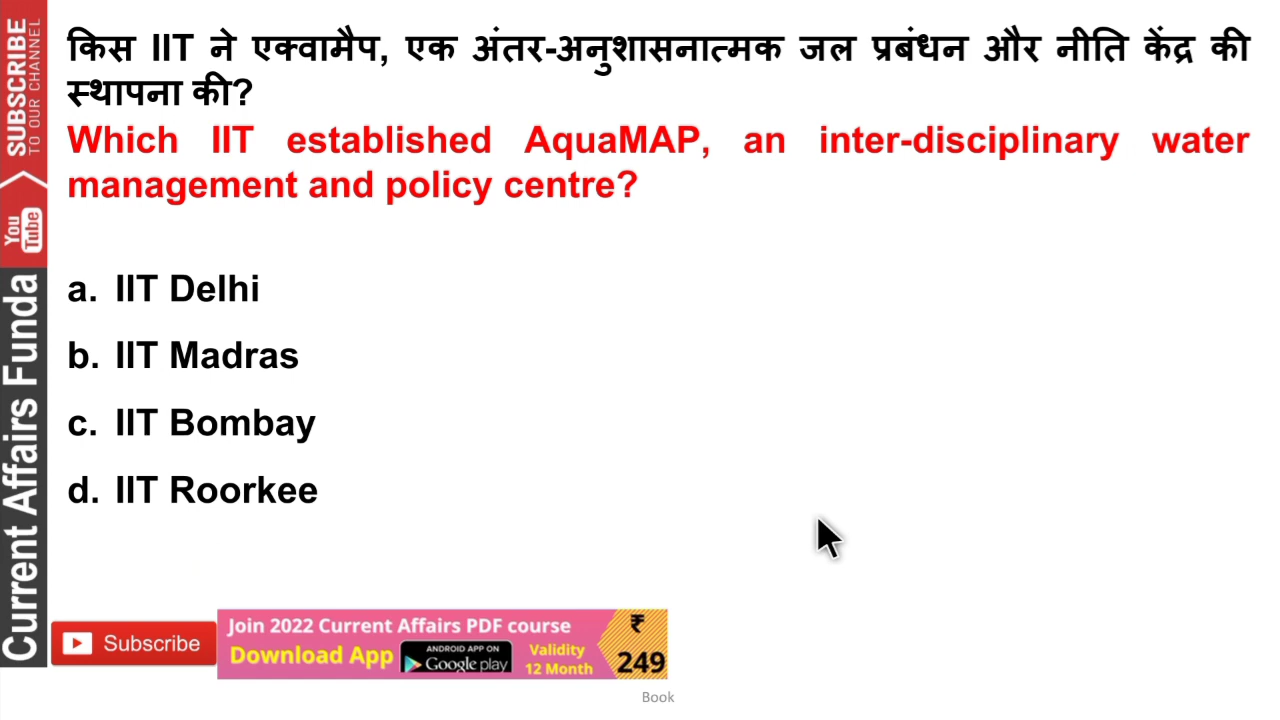 किस IIT ने एक्वामैप, एक अंतर-अनुशासनात्मक जल प्रबंधन और नीति केंद्र की
स्थापना की?
Which IIT established AquaMAP, an inter-disciplinary water
management and policy centre?
a. IIT Delhi
b. IIT Madras
c. IIT Bombay
d. IIT Roorkee
SUBSCRIBE
TO OUR CHANNEL
You
Tube
Current Affairs Funda
Subscribe
Join 2022 Current Affairs PDF course
Download App
ANDROID APP ON
Google play
Validity
12 Month
₹
249
Book